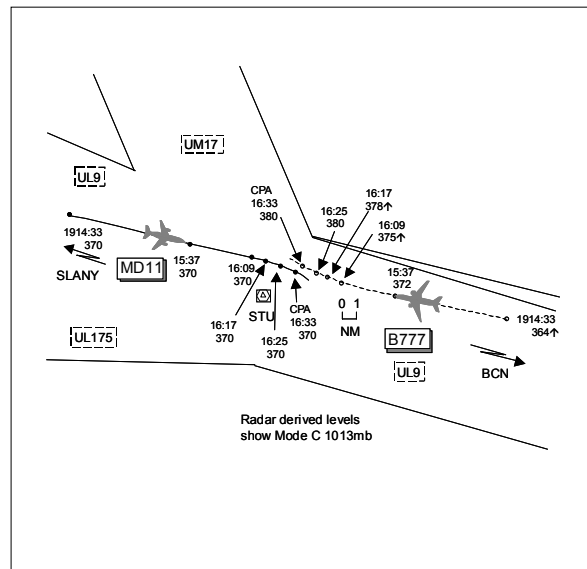 UM17
UL9
CPA
16:33
380
16:17
378↑
16:25
380
16:09
375↑
1914:33
370
SLANY
MD11
15:37
370
16:09
370
STU
CPA
16:33
370
0 1
NM
15:37
372
B777
1914:33
364↑
16:17
370
16:25
370
UL175
UL9
BCN
Radar derived levels
show Mode C 1013mb